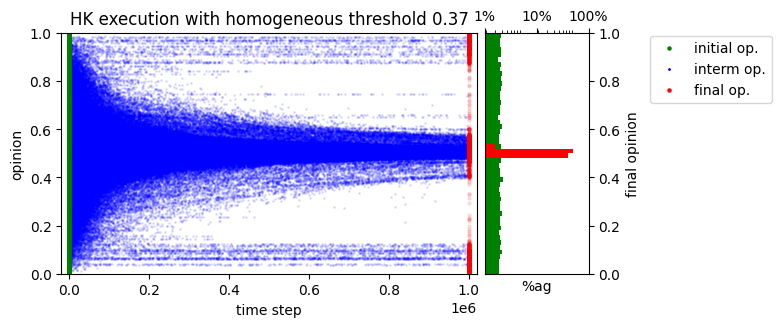 HK execution with homogeneous threshold 0.37
1% 10% 100%
initial op.
interm op.
final op.
1.0 1.0
0.8 0.8
0.6 0.6
0.4 0.4
0.2 0.2
0.0 0.0
opinion
final opinion
0.0 0.2 0.4 0.6 0.8 1.0
1e6
time step
%ag